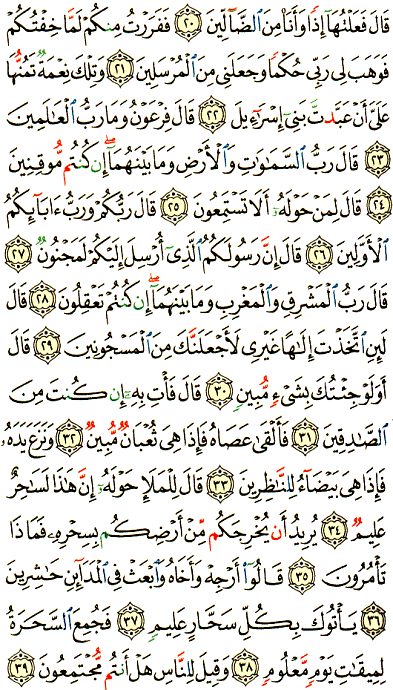 قَالَ فَعَلْتُهَآ إِذًا وَأَنَا۠ مِنَ ٱلضَّآلِّينَ ٢٠ فَفَرَرْتُ مِنكُمْ لَمَّا خِفْتُكُمْ
فَوَهَبَ لِى رَبِّى حُكْمًا وَجَعَلَنِى مِنَ ٱلْمُرْسَلِينَ ٢١ وَتِلْكَ نِعْمَةٌ تَمُنُّهَا
عَلَىَّ أَنْ عَبَّدتَّ بَنِىٓ إِسْرَٰٓءِيلَ ٢٢ قَالَ فِرْعَوْنُ وَمَا رَبُّ ٱلْعَٰلَمِينَ
٢٣ قَالَ رَبُّ ٱلسَّمَٰوَٰتِ وَٱلْأَرْضِ وَمَا بَيْنَهُمَآ ۖ إِن كُنتُم مُّوقِنِينَ
٢٤ قَالَ لِمَنْ حَوْلَهُۥٓ أَلَا تَسْتَمِعُونَ ٢٥ قَالَ رَبُّكُمْ وَرَبُّ ءَابَآئِكُمُ
ٱلْأَوَّلِينَ ٢٦ قَالَ إِنَّ رَسُولَكُمُ ٱلَّذِىٓ أُرْسِلَ إِلَيْكُمْ لَمَجْنُونٌ ٢٧
قَالَ رَبُّ ٱلْمَشْرِقِ وَٱلْمَغْرِبِ وَمَا بَيْنَهُمَآ ۖ إِن كُنتُمْ تَعْقِلُونَ ٢٨ قَالَ
لَئِنِ ٱتَّخَذْتَ إِلَٰهًا غَيْرِى لَأَجْعَلَنَّكَ مِنَ ٱلْمَسْجُونِينَ ٢٩ قَالَ
أَوَلَوْ جِئْتُكَ بِشَىْءٍ مُّبِينٍ ٣٠ قَالَ فَأْتِ بِهِۦٓ إِن كُنتَ مِنَ
ٱلصَّٰدِقِينَ ٣١ فَأَلْقَىٰ عَصَاهُ فَإِذَا هِىَ ثُعْبَانٌ مُّبِينٌ ٣٢ وَنَزَعَ يَدَهُۥ
فَإِذَا هِىَ بَيْضَآءُ لِلنَّٰظِرِينَ ٣٣ قَالَ لِلْمَلَإِ حَوْلَهُۥٓ إِنَّ هَٰذَا لَسَٰحِرٌ
عَلِيمٌ ٣٤ يُرِيدُ أَن يُخْرِجَكُم مِّنْ أَرْضِكُم بِسِحْرِهِۦ فَمَاذَا
تَأْمُرُونَ ٣٥ قَالُوٓا۟ أَرْجِهْ وَأَخَاهُ وَٱبْعَثْ فِى ٱلْمَدَآئِنِ حَٰشِرِينَ
٣٦ يَأْتُوكَ بِكُلِّ سَحَّارٍ عَلِيمٍ ٣٧ فَجُمِعَ ٱلسَّحَرَةُ
لِمِيقَٰتِ يَوْمٍ مَّعْلُومٍ ٣٨ وَقِيلَ لِلنَّاسِ هَلْ أَنتُم مُّجْتَمِعُونَ ٣٩